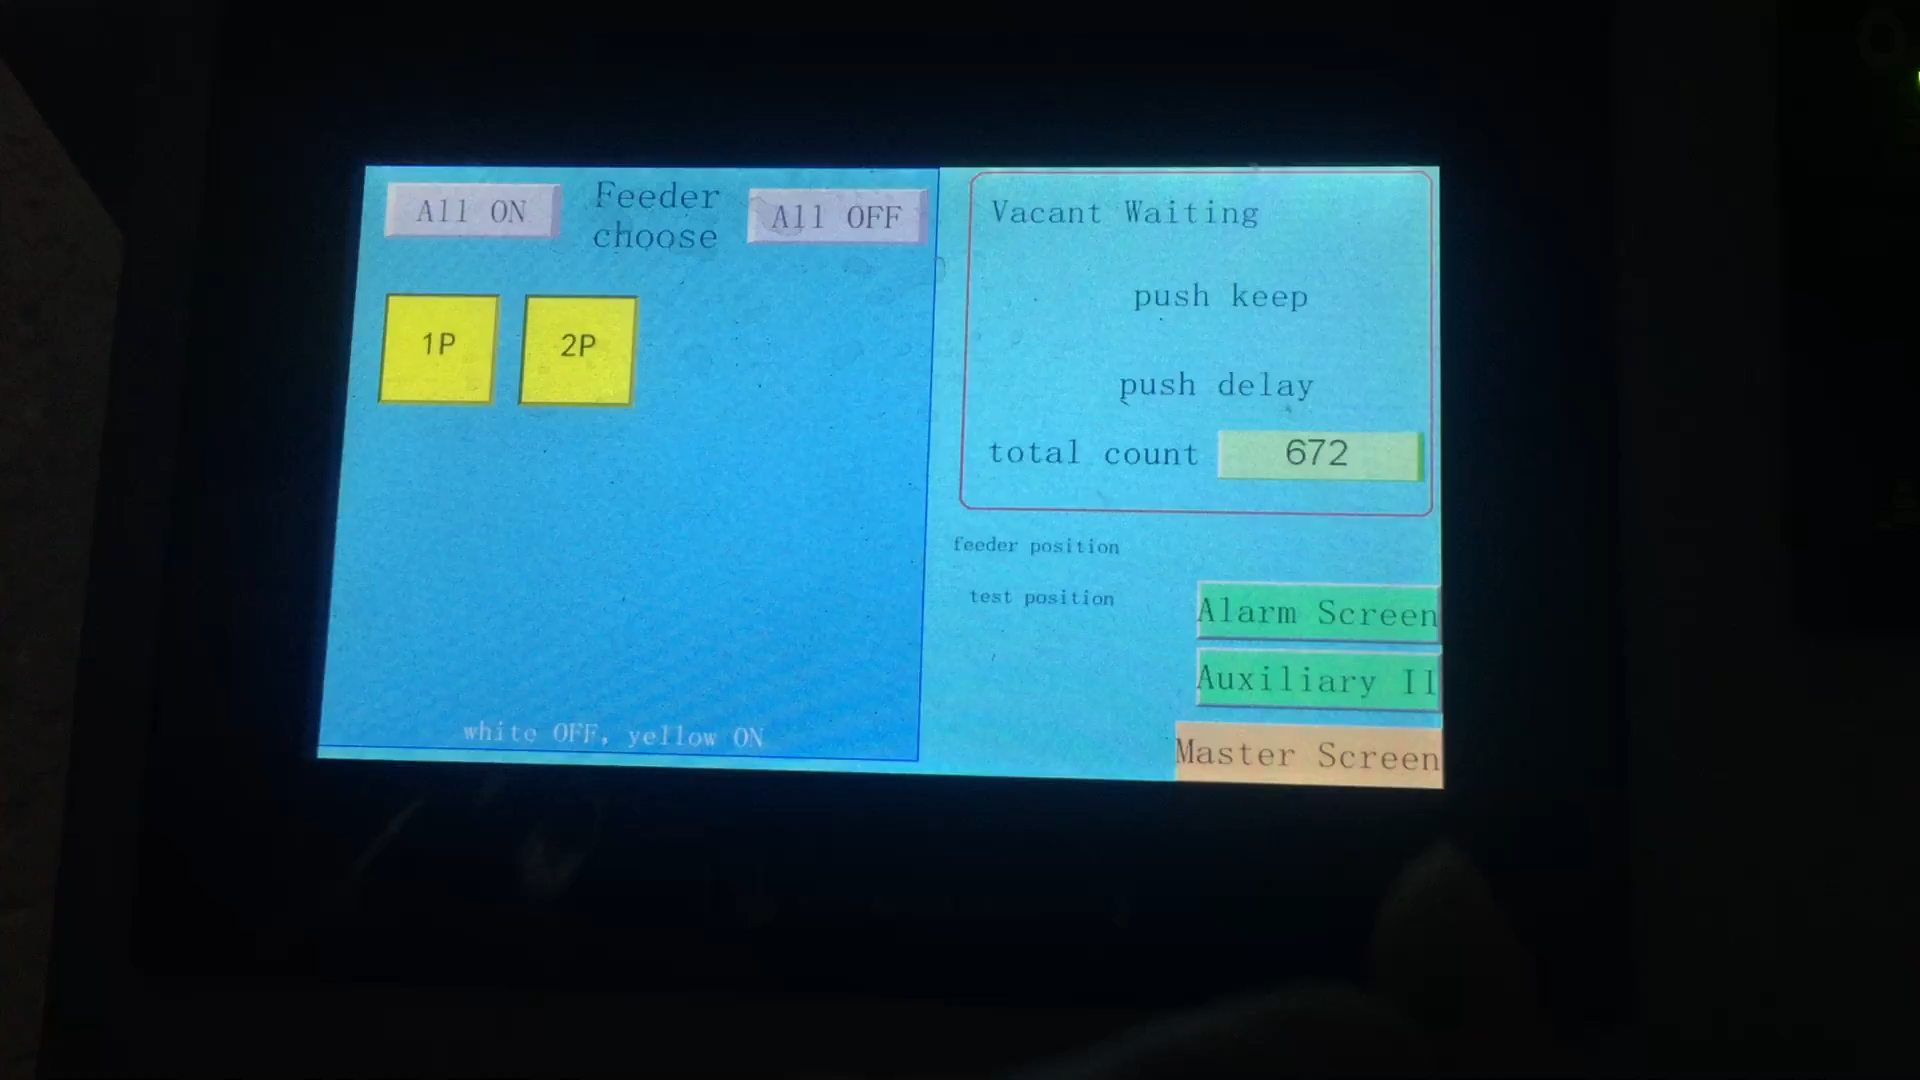 All ON
Feeder
choose
All OFF
1P
2P
white OFF, yellow ON
Vacant Waiting
push keep
push delay
total count 672
feeder position
test position
Alarm Screen
Auxiliary II
Master Screen